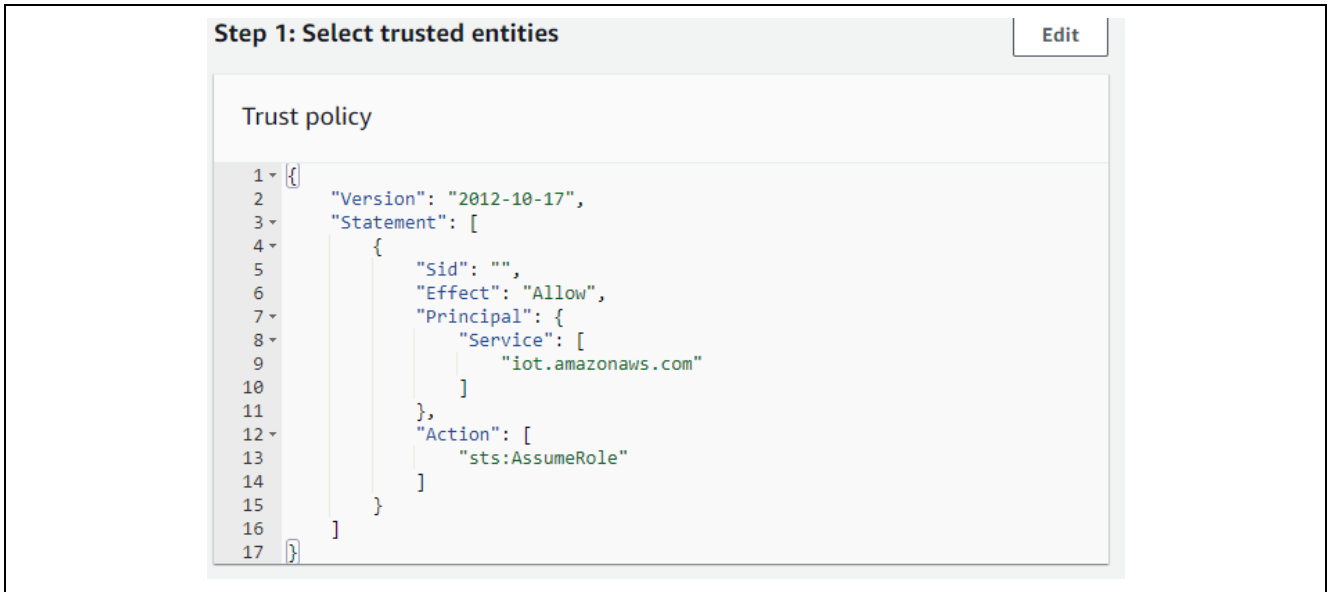 Step 1: Select trusted entities
Edit
Trust policy
1 {
2 "Version": "2012-10-17",
3 "Statement": [
4 {
5 "Sid": "",
6 "Effect": "Allow",
7 "Principal": {
8 "Service": [
9 "iot.amazonaws.com"
10 ]
11 },
12 "Action": [
13 "sts:AssumeRole"
14 ]
15 }
16 ]
17 }